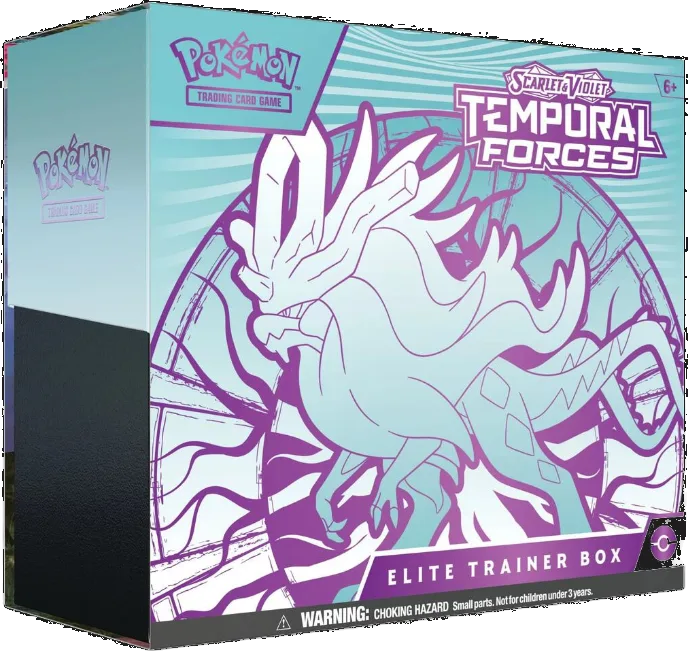 Pokémon
TRADING CARD GAME
Pokémon
TRADING CARD GAME
SCARLET & VIOLET
TEMPORAL
FORCES
6+
ELITE TRAINER BOX
WARNING: CHOKING HAZARD Small parts. Not for children under 3 years.